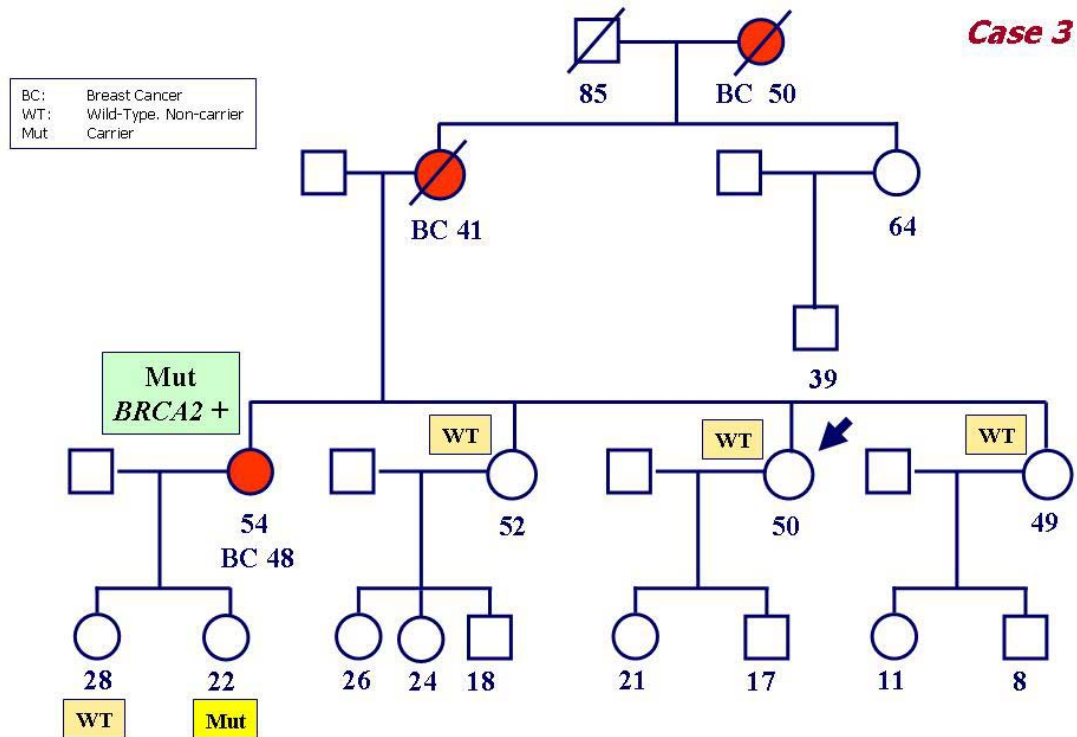 Case 3
BC: Breast Cancer
WT: Wild-Type. Non-carrier
Mut Carrier
85
BC 50
BC 41
64
39
Mut
BRCA2 +
WT
WT
WT
54
BC 48
52
50
49
28
22
26
24
18
21
17
11
8
WT
Mut